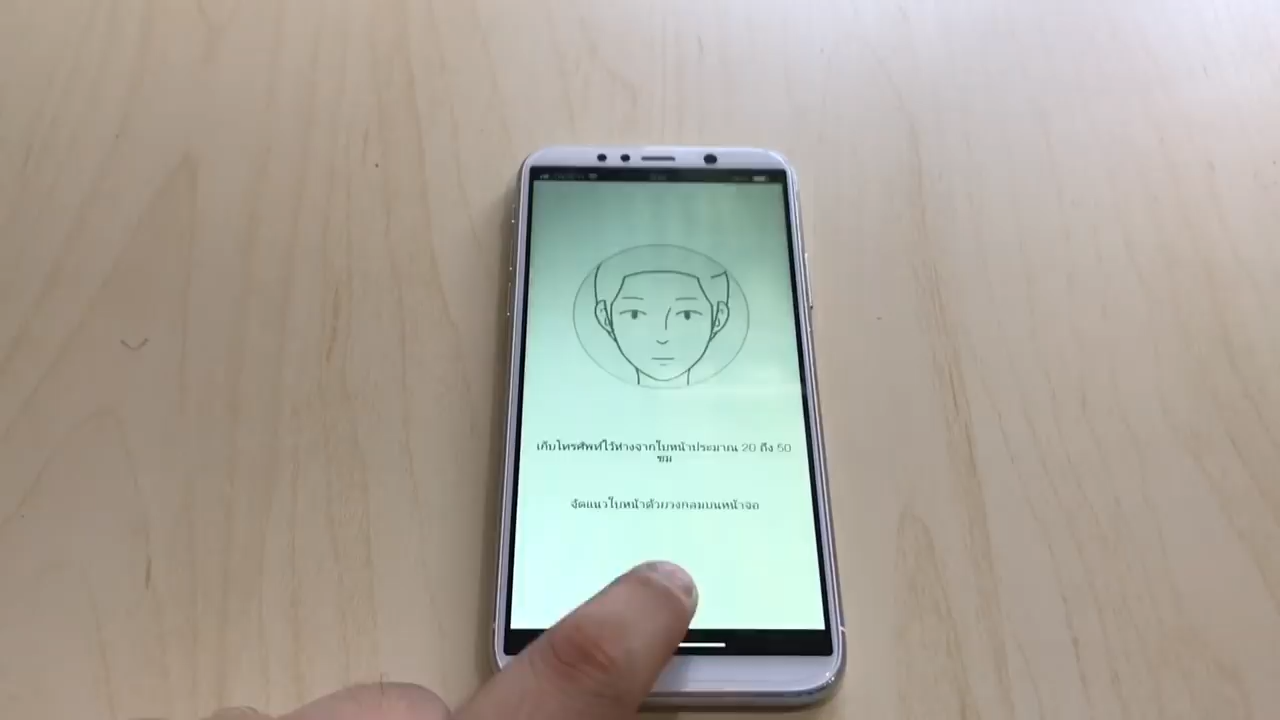 เก็บโทรศัพท์ไว้ห่างจากใบหน้าประมาณ 20 ถึง 50
ซม
จัดแนวใบหน้าด้วยวงกลมบนหน้าจอ